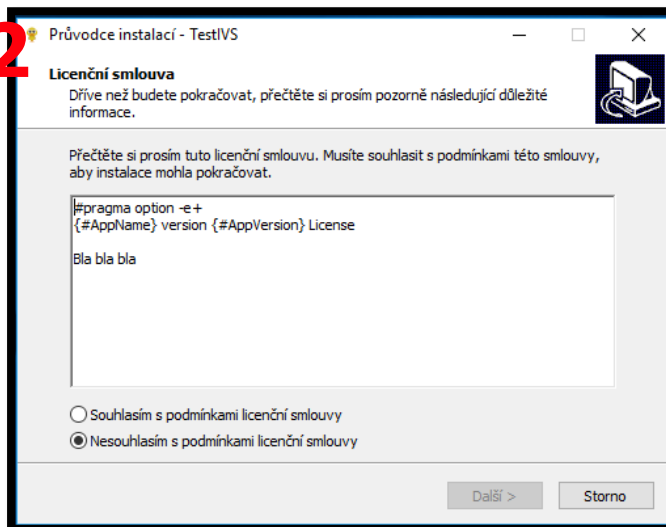 2
Průvodce instalací - TestIVS
Licenční smlouva
Dříve než budete pokračovat, přečtěte si prosím pozorně následující důležité
informace.
Přečtěte si prosím tuto licenční smlouvu. Musíte souhlasit s podmínkami této smlouvy,
aby instalace mohla pokračovat.
#pragma option -e+
{#AppName} version {#AppVersion} License
Bla bla bla
Souhlasím s podmínkami licenční smlouvy
Nesouhlasím s podmínkami licenční smlouvy
Další >
Storno